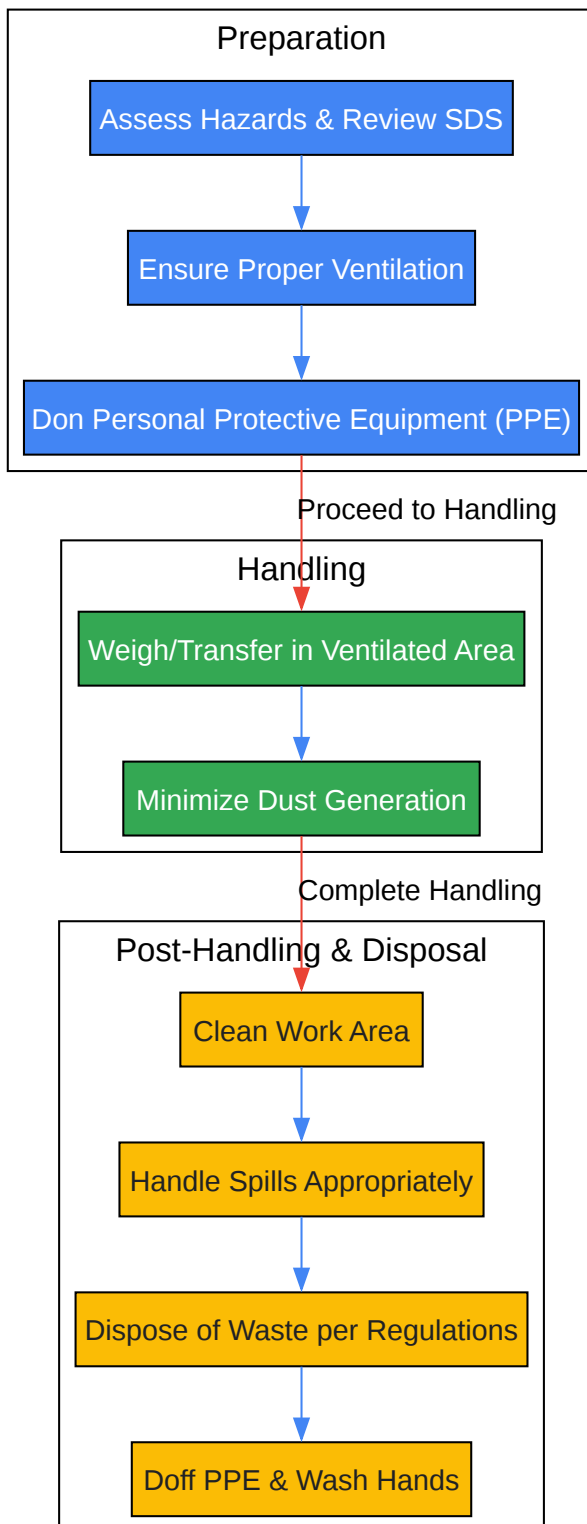 Preparation
Assess Hazards & Review SDS
Ensure Proper Ventilation
Don Personal Protective Equipment (PPE)
Proceed to Handling
Handling
Weigh/Transfer in Ventilated Area
Minimize Dust Generation
Complete Handling
Post-Handling & Disposal
Clean Work Area
Handle Spills Appropriately
Dispose of Waste per Regulations
Doff PPE & Wash Hands